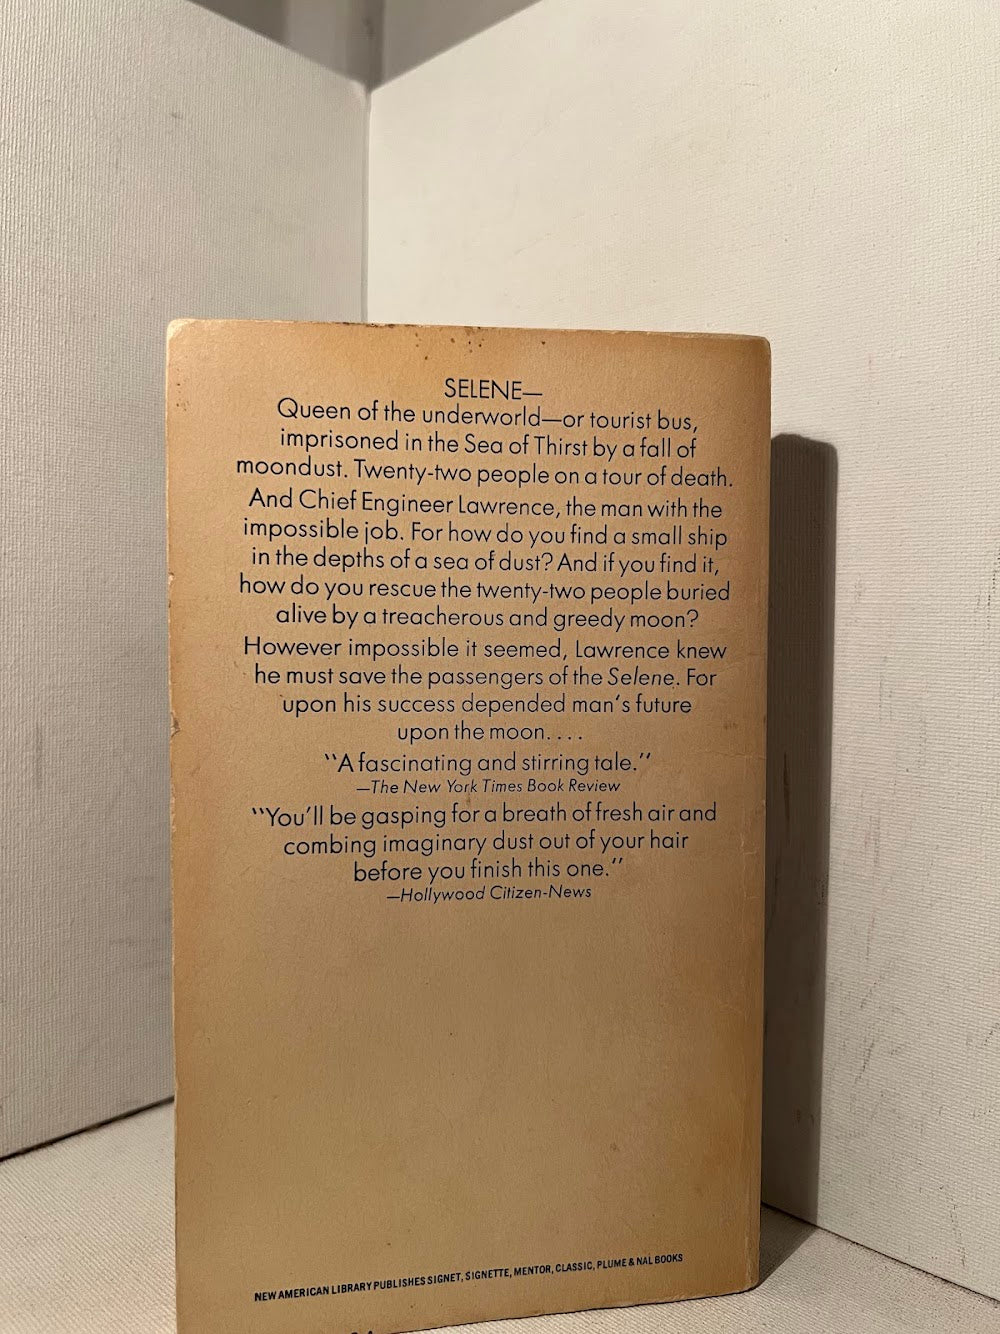 SELENE—
Queen of the underworld—or tourist bus,
imprisoned in the Sea of Thirst by a fall of
moondust. Twenty-two people on a tour of death.
And Chief Engineer Lawrence, the man with the
impossible job. For how do you find a small ship
in the depths of a sea of dust? And if you find it,
how do you rescue the twenty-two people buried
alive by a treacherous and greedy moon?
However impossible it seemed, Lawrence knew
he must save the passengers of the Selene. For
upon his success depended man's future
upon the moon. . . .
"A fascinating and stirring tale."
—The New York Times Book Review
"You'll be gasping for a breath of fresh air and
combing imaginary dust out of your hair
before you finish this one."
—Hollywood Citizen-News
NEW AMERICAN LIBRARY PUBLISHES SIGNET, SIGNETTE, MENTOR, CLASSIC, PLUME & NAL BOOKS